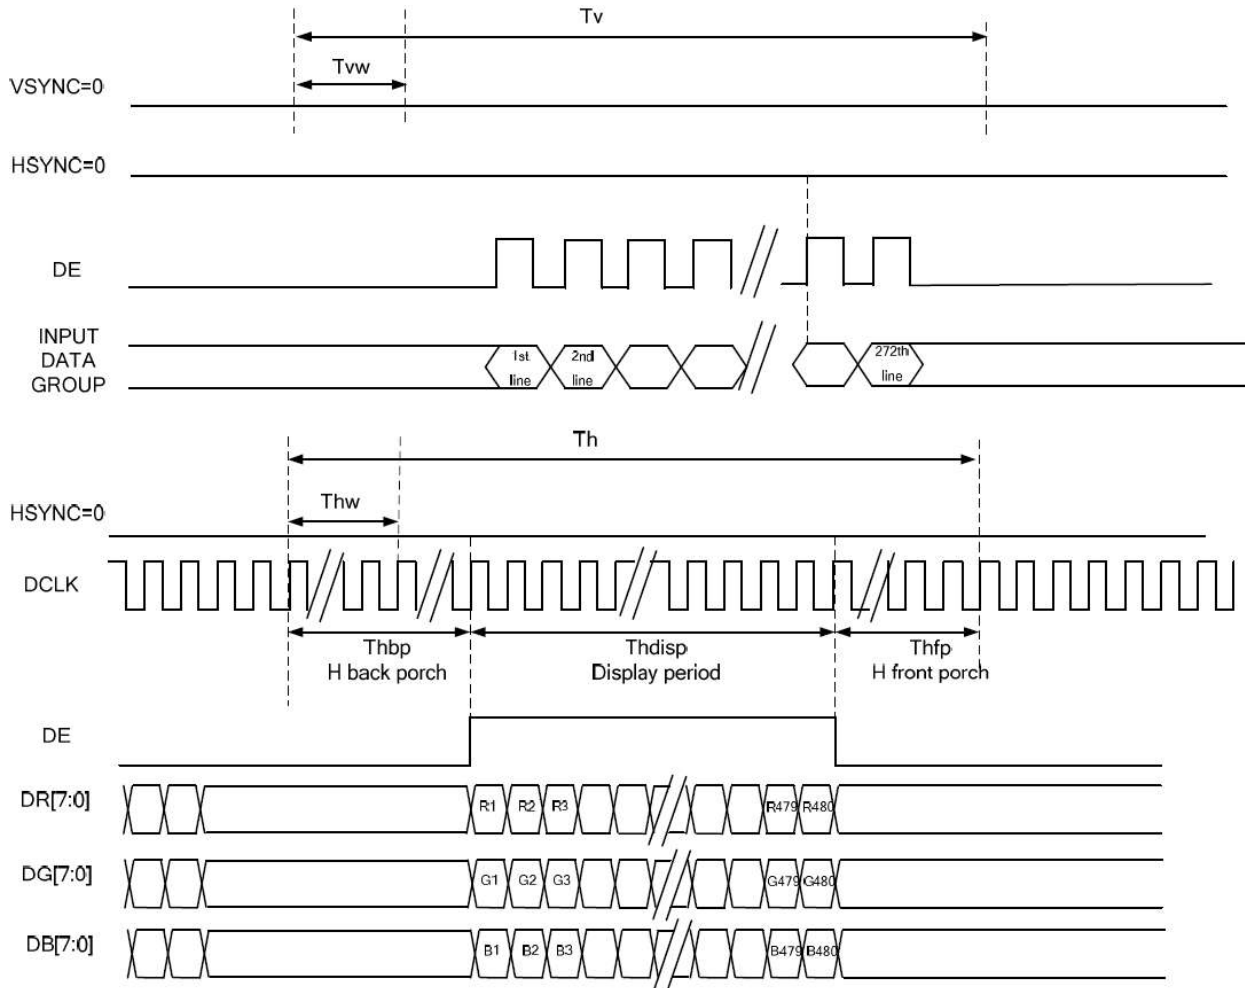 Tv
Tvw
VSYNC=0
HSYNC=0
DE
INPUT
DATA
GROUP
1st
line
2nd
line
272th
line
Th
Thw
HSYNC=0
DCLK
Thbp
H back porch
Thdisp
Display period
Thfp
H front porch
DE
DR[7:0]
R1 R2 R3 R479 R480
DG[7:0]
G1 G2 G3 G479 G480
DB[7:0]
B1 B2 B3 B479 B480